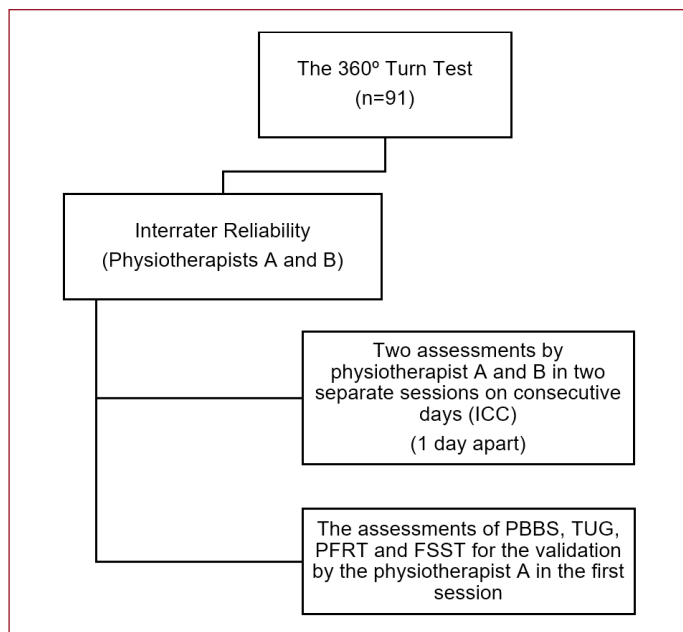 The 360º Turn Test
(n=91)
Interrater Reliability
(Physiotherapists A and B)
Two assessments by
physiotherapist A and B in two
separate sessions on consecutive
days (ICC)
(1 day apart)
The assessments of PBBS, TUG,
PFRT and FSST for the validation
by the physiotherapist A in the first
session